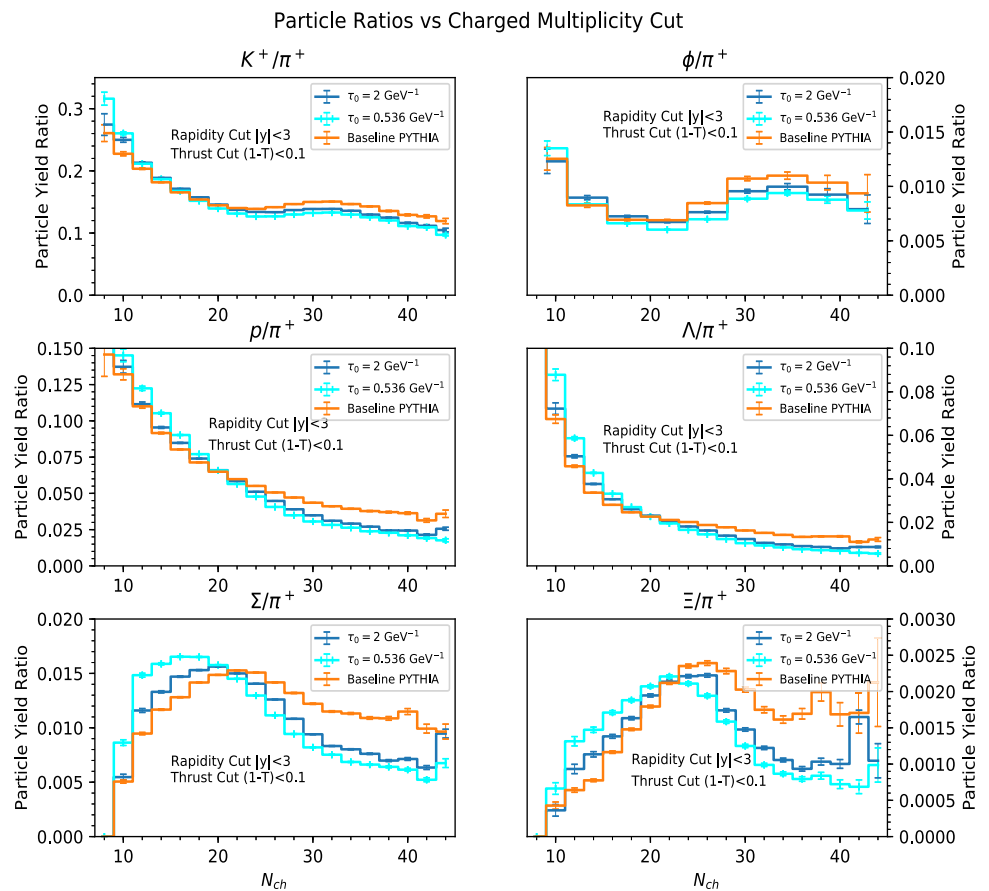 Particle Ratios vs Charged Multiplicity Cut
K⁺/π⁺
ϕ/π⁺
Particle Yield Ratio
0.3
0.2
0.1
0.0
τ₀ = 2 GeV⁻¹
τ₀ = 0.536 GeV⁻¹
Baseline PYTHIA
Rapidity Cut |y|<3
Thrust Cut (1-T)<0.1
10 20 30 40
τ₀ = 2 GeV⁻¹
τ₀ = 0.536 GeV⁻¹
Baseline PYTHIA
Rapidity Cut |y|<3
Thrust Cut (1-T)<0.1
0.020
0.015
0.010
0.005
0.000
Particle Yield Ratio
10 20 30 40
p/π⁺
Λ/π⁺
Particle Yield Ratio
0.150
0.125
0.100
0.075
0.050
0.025
0.000
τ₀ = 2 GeV⁻¹
τ₀ = 0.536 GeV⁻¹
Baseline PYTHIA
Rapidity Cut |y|<3
Thrust Cut (1-T)<0.1
10 20 30 40
τ₀ = 2 GeV⁻¹
τ₀ = 0.536 GeV⁻¹
Baseline PYTHIA
Rapidity Cut |y|<3
Thrust Cut (1-T)<0.1
0.10
0.08
0.06
0.04
0.02
0.00
Particle Yield Ratio
10 20 30 40
Σ/π⁺
Ξ/π⁺
Particle Yield Ratio
0.020
0.015
0.010
0.005
0.000
τ₀ = 2 GeV⁻¹
τ₀ = 0.536 GeV⁻¹
Baseline PYTHIA
Rapidity Cut |y|<3
Thrust Cut (1-T)<0.1
10 20 30 40
N_ch
τ₀ = 2 GeV⁻¹
τ₀ = 0.536 GeV⁻¹
Baseline PYTHIA
Rapidity Cut |y|<3
Thrust Cut (1-T)<0.1
0.0030
0.0025
0.0020
0.0015
0.0010
0.0005
0.0000
Particle Yield Ratio
10 20 30 40
N_ch